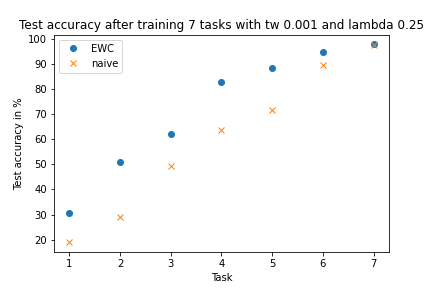 Test accuracy after training 7 tasks with tw 0.001 and lambda 0.25
EWC
naive
100
90
80
70
60
50
40
30
20
Test accuracy in %
1 2 3 4 5 6 7
Task